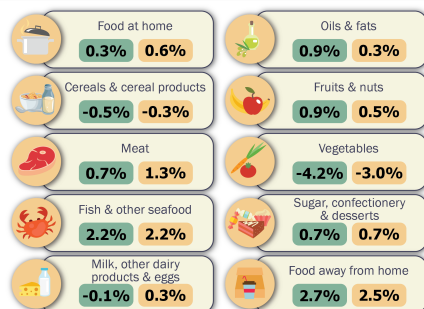 Food at home
0.3% 0.6%
Oils & fats
0.9% 0.3%
Cereals & cereal products
-0.5% -0.3%
Fruits & nuts
0.9% 0.5%
Meat
0.7% 1.3%
Vegetables
-4.2% -3.0%
Fish & other seafood
2.2% 2.2%
Sugar, confectionery
& desserts
0.7% 0.7%
Milk, other dairy
products & eggs
-0.1% 0.3%
Food away from home
2.7% 2.5%